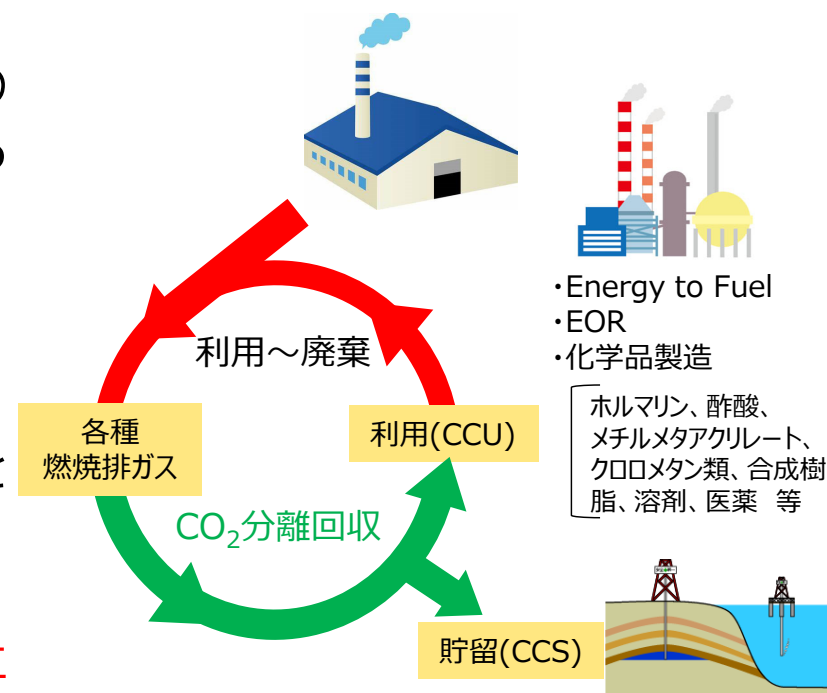 ・Energy to Fuel
・EOR
・化学品製造
ホルマリン、酢酸、
メチルメタアクリレート、
クロロメタン類、合成樹
脂、溶剤、医薬 等
利用～廃棄
各種
燃焼排ガス
利用(CCU)
CO₂分離回収
貯留(CCS)